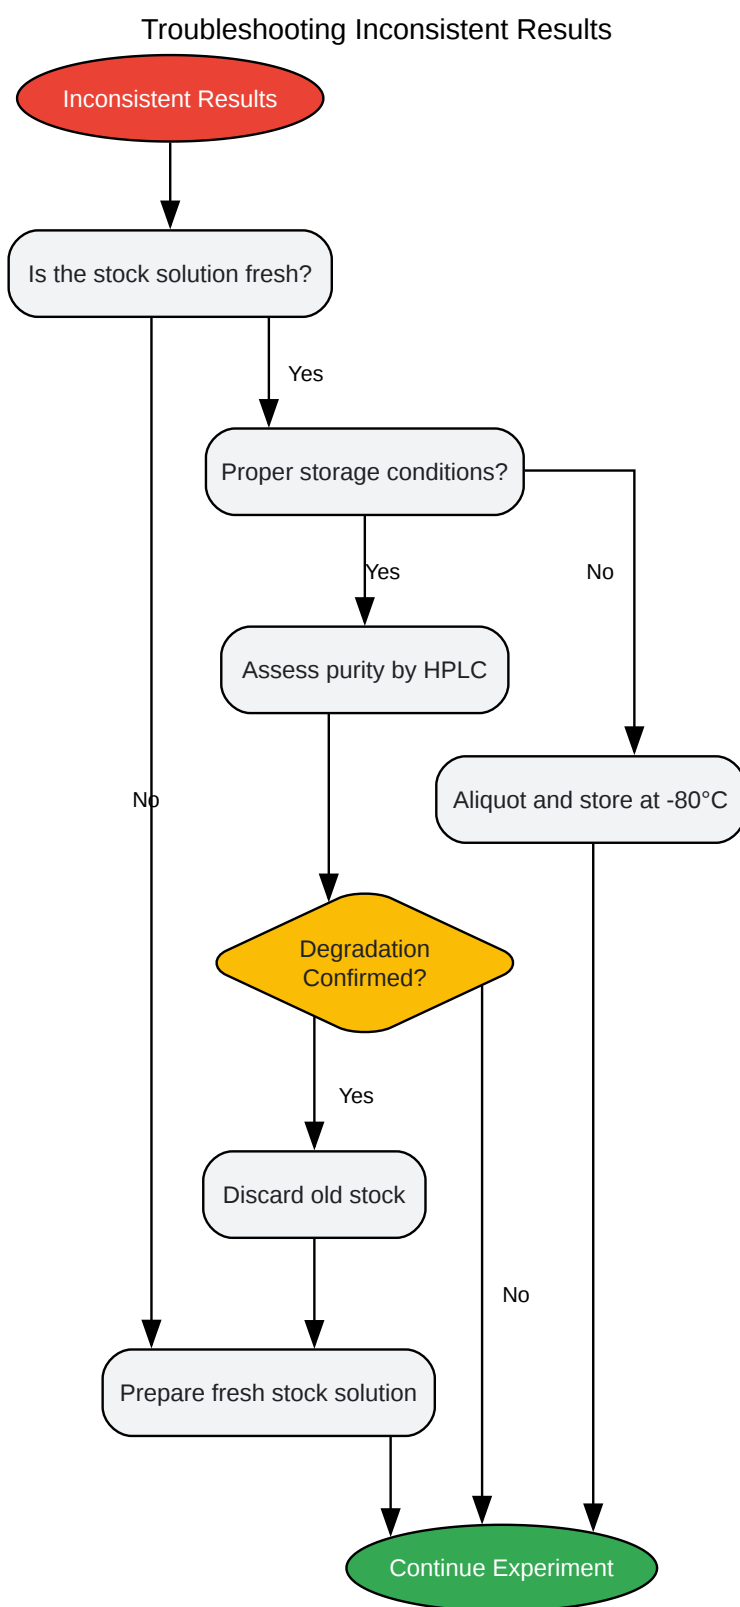 Troubleshooting Inconsistent Results
Inconsistent Results
Is the stock solution fresh?
Yes
Proper storage conditions?
Yes
No
Assess purity by HPLC
No
Aliquot and store at -80°C
Degradation
Confirmed?
Yes
Discard old stock
No
Prepare fresh stock solution
Continue Experiment